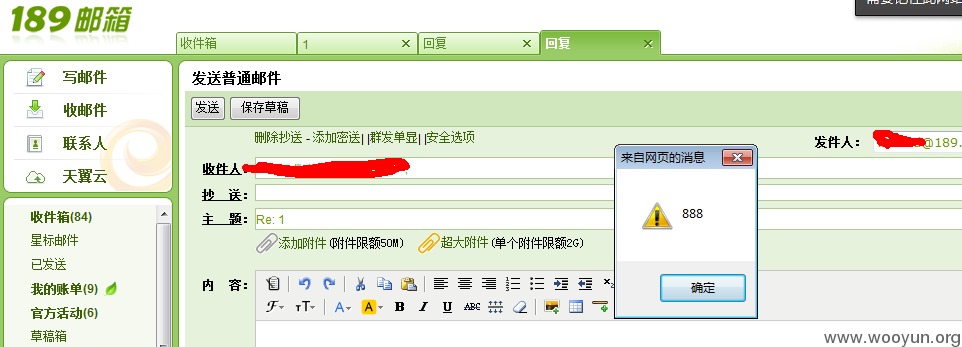 189邮箱
收件箱 1 回复 回复
写邮件
收邮件
联系人
天翼云
收件箱(84)
星标邮件
已发送
我的账单(9)
官方活动(6)
草稿箱
发送普通邮件
发送 保存草稿
删除抄送 - 添加密送| |群发单显| |安全选项
发件人： @189.
收件人
抄 送：
主 题： Re: 1
添加附件 (附件限额50M) 超大附件 (单个附件限额2G)
内 容：
B I U ABC
来自网页的消息
888
确定
www.wooyun.org